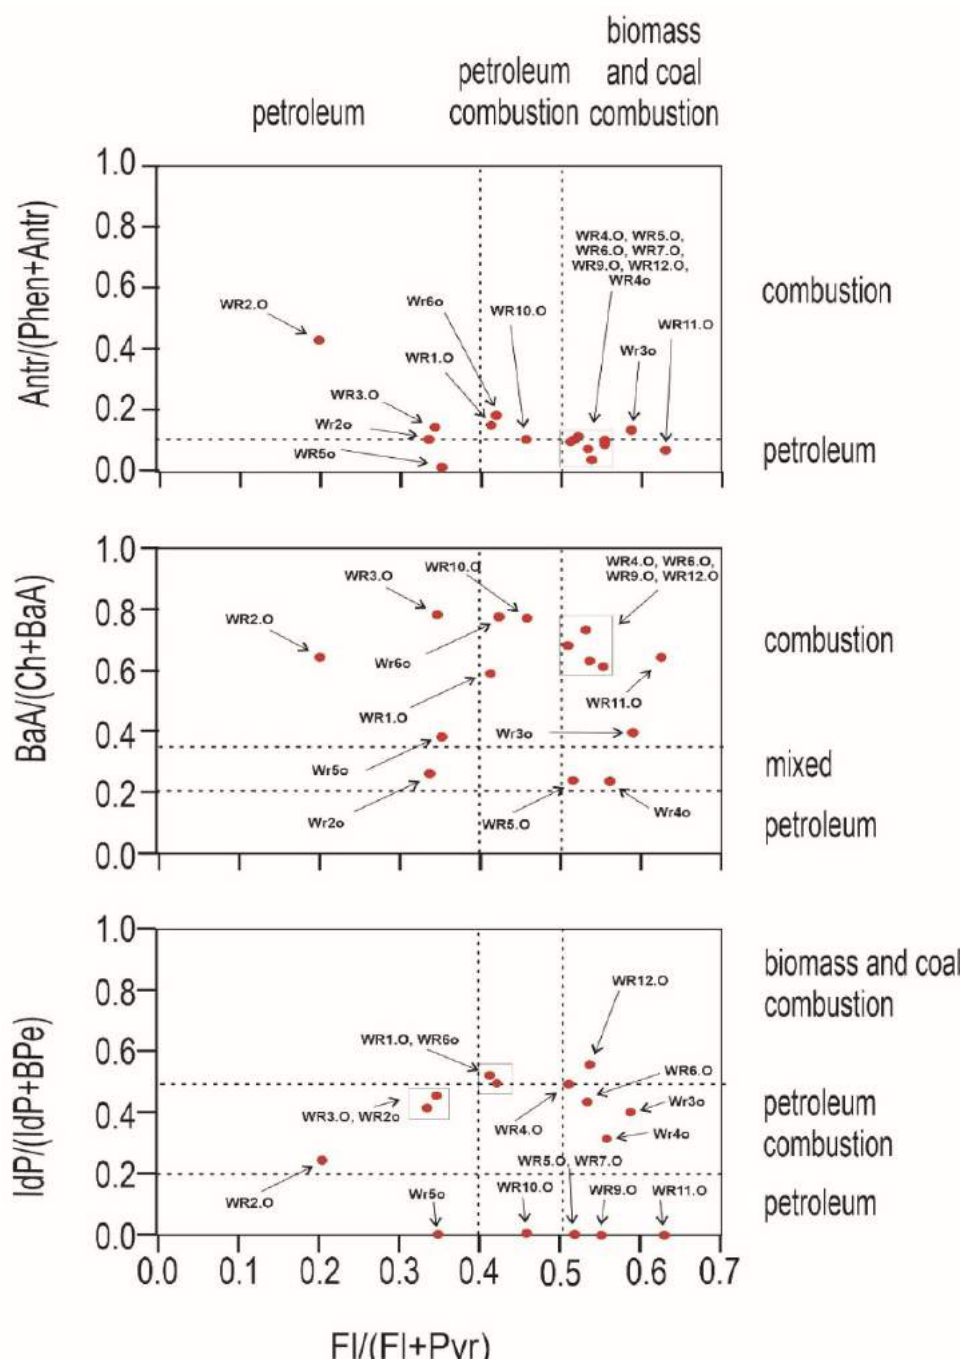 biomass
and coal
combustion
petroleum
combustion
petroleum
1.0
0.8
0.6
0.4
0.2
0.0
Antr/(Phen+Antr)
WR2.O
WR3.O
Wr2o
WR5o
Wr6o
WR1.O
WR10.O
WR4.O, WR5.O,
WR6.O, WR7.O,
WR9.O, WR12.O,
WR4o
Wr3o
WR11.O
combustion
petroleum
1.0
0.8
0.6
0.4
0.2
0.0
BaA/(Ch+BaA)
WR2.O
WR3.O
WR10.O
Wr6o
WR1.O
Wr5o
Wr2o
WR4.O, WR6.O,
WR9.O, WR12.O
WR11.O
Wr3o
WR5.O
Wr4o
combustion
mixed
petroleum
1.0
0.8
0.6
0.4
0.2
0.0
IdP/(IdP+BPe)
WR12.O
WR1.O, WR6o
WR6.O
WR3.O, WR2o
Wr3o
WR4.O
Wr4o
WR5.O, WR7.O
WR2.O
Wr5o
WR10.O
WR9.O
WR11.O
biomass and coal
combustion
petroleum
combustion
petroleum
0.0 0.1 0.2 0.3 0.4 0.5 0.6 0.7
Fl/(Fl+Pyr)